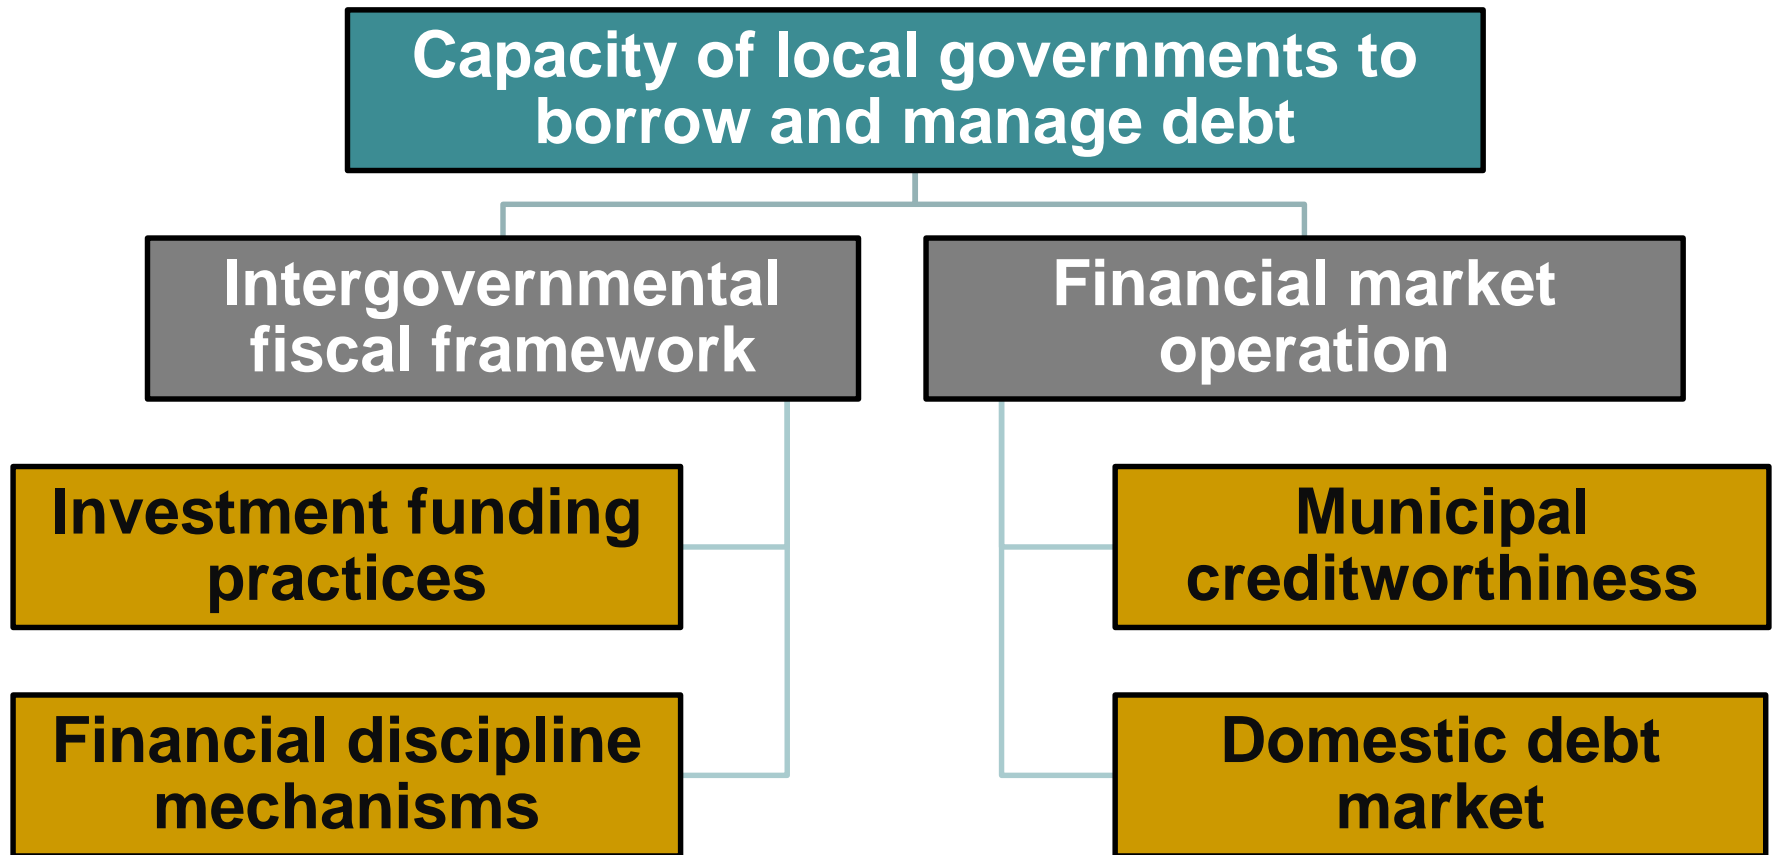 Capacity of local governments to
borrow and manage debt
Intergovernmental
fiscal framework
Financial market
operation
Investment funding
practices
Municipal
creditworthiness
Financial discipline
mechanisms
Domestic debt
market